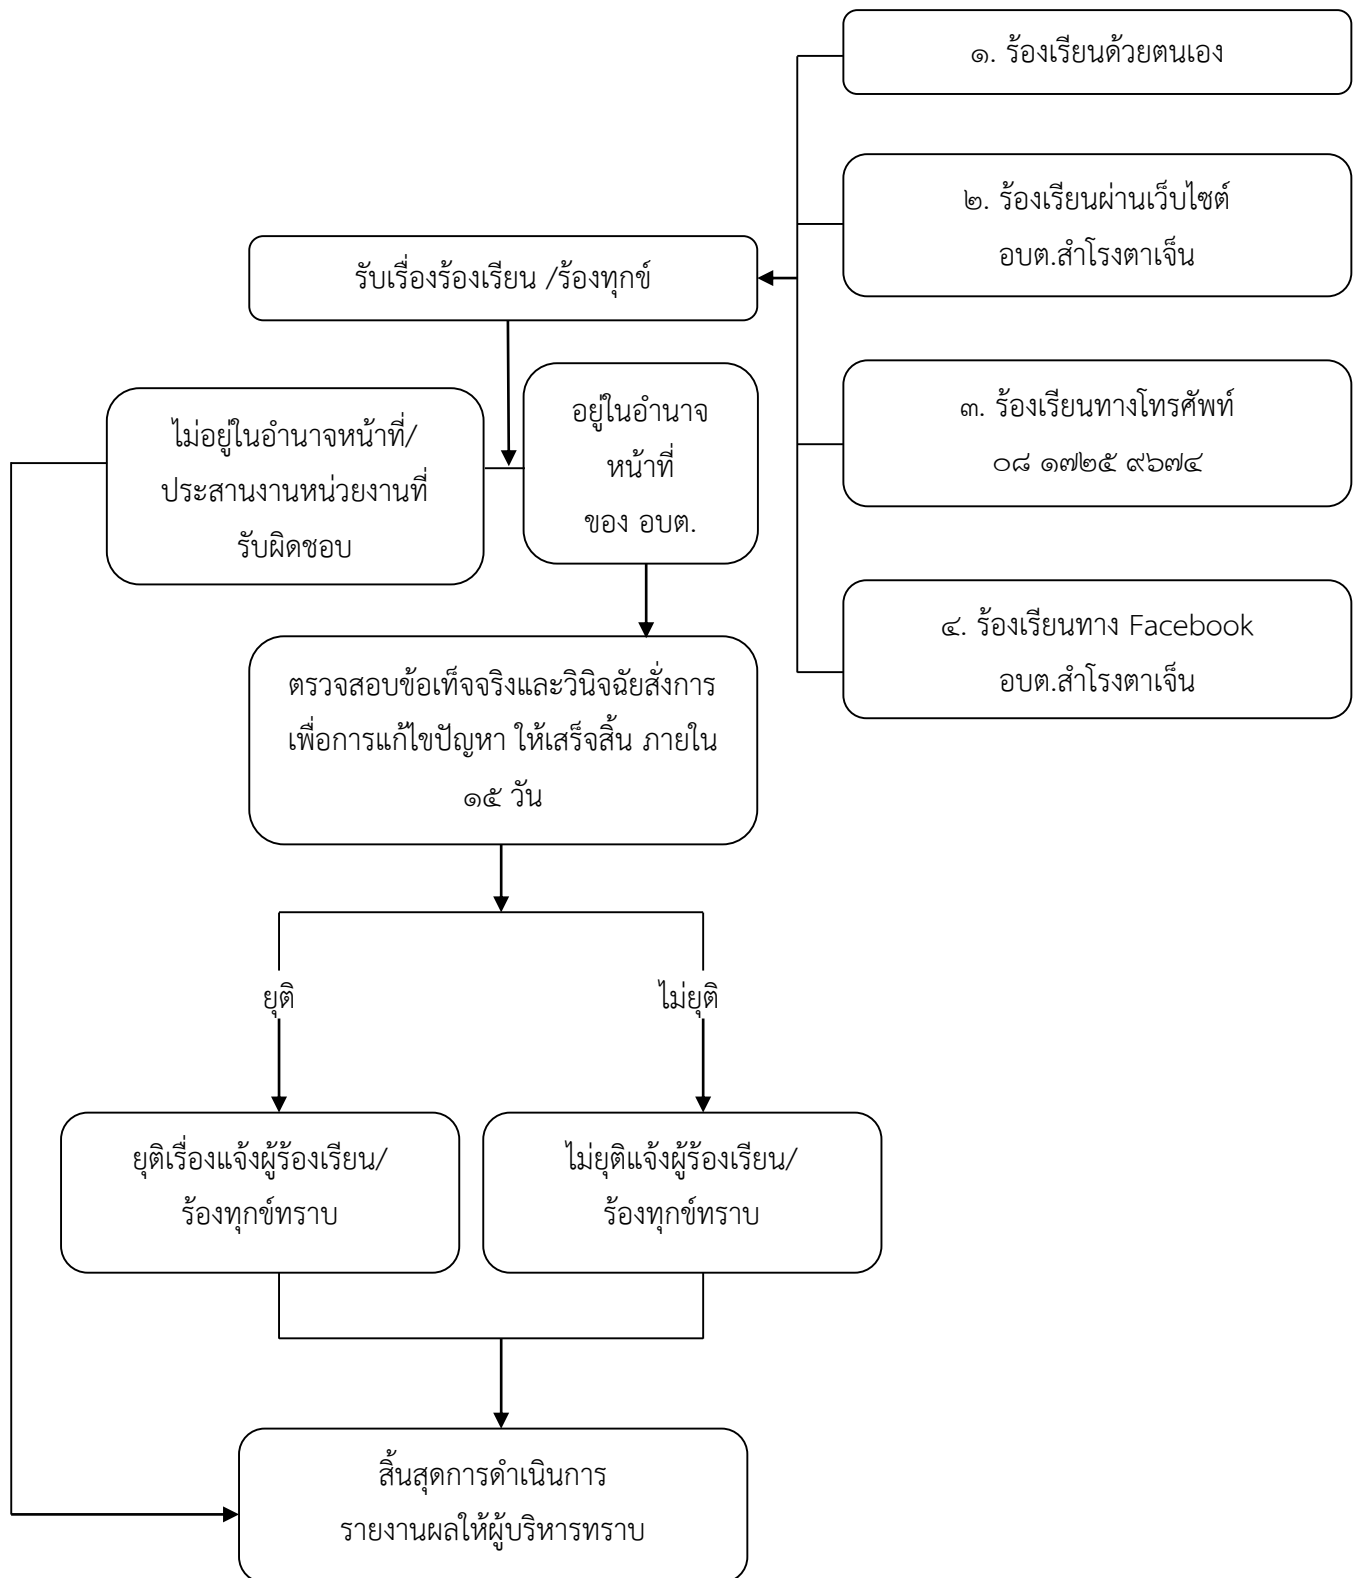 ๑. ร้องเรียนด้วยตนเอง
๒. ร้องเรียนผ่านเว็บไซต์
อบต.สำโรงตาเจ็น
รับเรื่องร้องเรียน /ร้องทุกข์
๓. ร้องเรียนทางโทรศัพท์
๐๘ ๑๗๒๕ ๙๖๗๔
๔. ร้องเรียนทาง Facebook
อบต.สำโรงตาเจ็น
ไม่อยู่ในอำนาจหน้าที่/
ประสานงานหน่วยงานที่
รับผิดชอบ
อยู่ในอำนาจ
หน้าที่
ของ อบต.
ตรวจสอบข้อเท็จจริงและวินิจฉัยสั่งการ
เพื่อการแก้ไขปัญหา ให้เสร็จสิ้น ภายใน
๑๕ วัน
ยุติ
ไม่ยุติ
ยุติเรื่องแจ้งผู้ร้องเรียน/
ร้องทุกข์ทราบ
ไม่ยุติแจ้งผู้ร้องเรียน/
ร้องทุกข์ทราบ
สิ้นสุดการดำเนินการ
รายงานผลให้ผู้บริหารทราบ